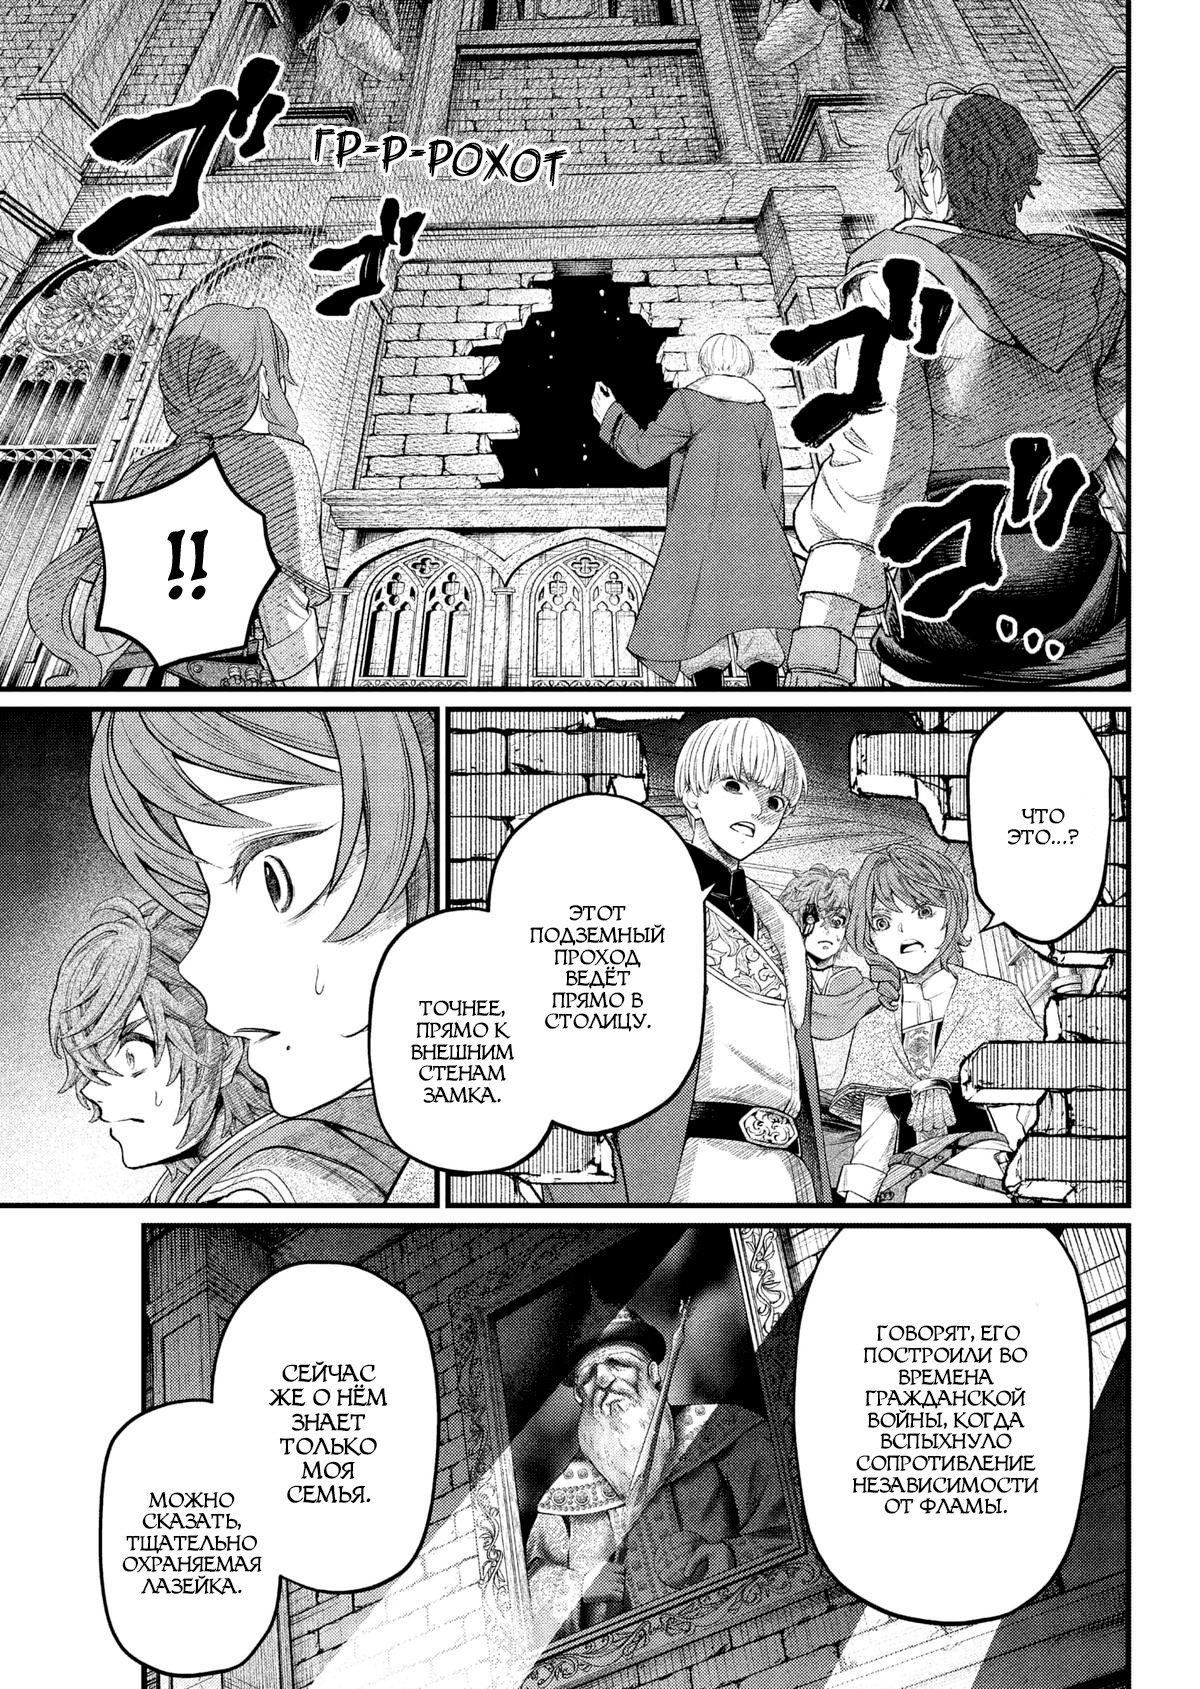 ゴゴゴゴ...
ГР-Р-РОХОТ
!!
ЧТО
ЭТО...?
ЭТОТ
ПОДЗЕМНЫЙ
ПРОХОД
ВЕДЁТ
ПРЯМО В
СТОЛИЦУ.
ТОЧНЕЕ,
ПРЯМО К
ВНЕШНИМ
СТЕНАМ
ЗАМКА.
ГОВОРЯТ, ЕГО
ПОСТРОИЛИ ВО
ВРЕМЕНА
ГРАЖДАНСКОЙ
ВОЙНЫ, КОГДА
ВСПЫХНУЛО
СОПРОТИВЛЕНИЕ
НЕЗАВИСИМОСТИ
ОТ ФЛАМЫ.
СЕЙЧАС
ЖЕ О НЁМ
ЗНАЕТ
ТОЛЬКО
МОЯ
СЕМЬЯ.
МОЖНО
СКАЗАТЬ,
ТЩАТЕЛЬНО
ОХРАНЯЕМАЯ
ЛАЗЕЙКА.